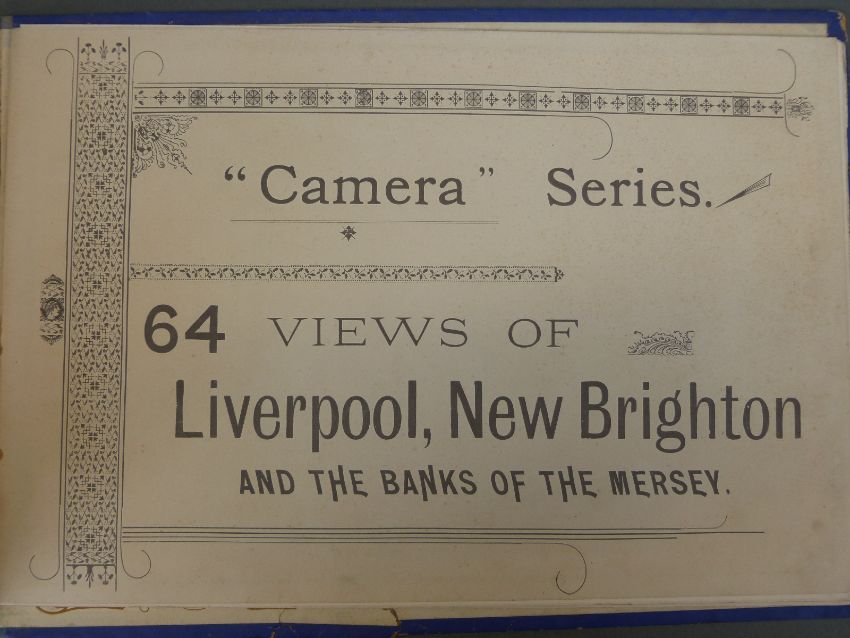 “Camera” Series.
64 VIEWS OF
Liverpool, New Brighton
AND THE BANKS OF THE MERSEY.